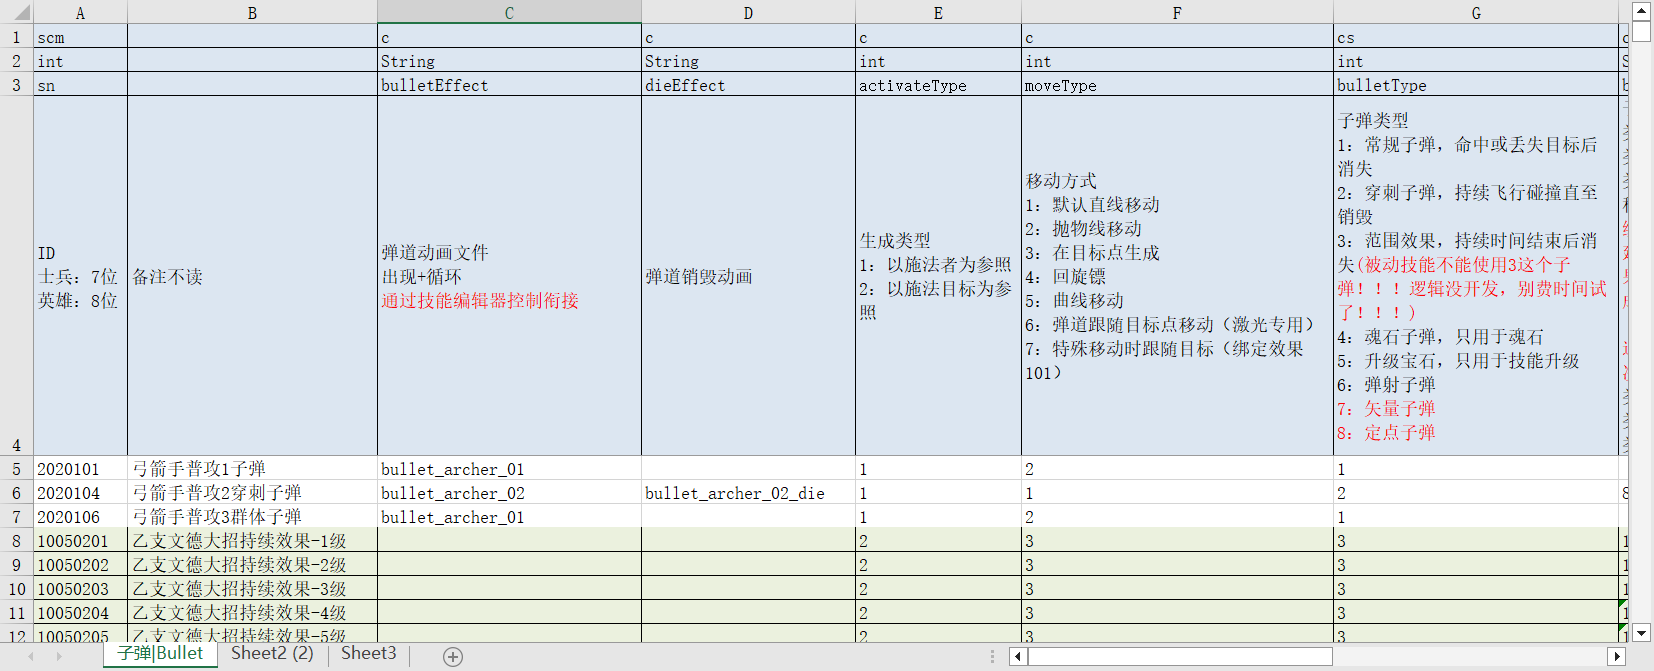 A B C D E F G
1 scm c c c c cs
2 int String String int int int
3 sn bulletEffect dieEffect activateType moveType bulletType
4
ID
士兵：7位
英雄：8位
备注不读
弹道动画文件
出现+循环
通过技能编辑器控制衔接
弹道销毁动画
生成类型
1：以施法者为参照
2：以施法目标为参
照
移动方式
1：默认直线移动
2：抛物线移动
3：在目标点生成
4：回旋镖
5：曲线移动
6：弹道跟随目标点移动（激光专用）
7：特殊移动时跟随目标（绑定效果
101）
子弹类型
1：常规子弹，命中或丢失目标后
消失
2：穿刺子弹，持续飞行碰撞直至
销毁
3：范围效果，持续时间结束后消
失(被动技能不能使用3这个子
弹！！！逻辑没开发，别费时间试
了！！！)
4：魂石子弹，只用于魂石
5：升级宝石，只用于技能升级
6：弹射子弹
7：矢量子弹
8：定点子弹
5 2020101 弓箭手普攻1子弹 bullet_archer_01 1 2 1
6 2020104 弓箭手普攻2穿刺子弹 bullet_archer_02 bullet_archer_02_die 1 1 2 8
7 2020106 弓箭手普攻3群体子弹 bullet_archer_01 1 2 1
8 10050201 乙支文德大招持续效果-1级 2 3 3 1
9 10050202 乙支文德大招持续效果-2级 2 3 3 1
10 10050203 乙支文德大招持续效果-3级 2 3 3 1
11 10050204 乙支文德大招持续效果-4级 2 3 3 1
12 10050205 乙支文德大招持续效果-5级 2 3 3 1
子弹|Bullet Sheet2 (2) Sheet3